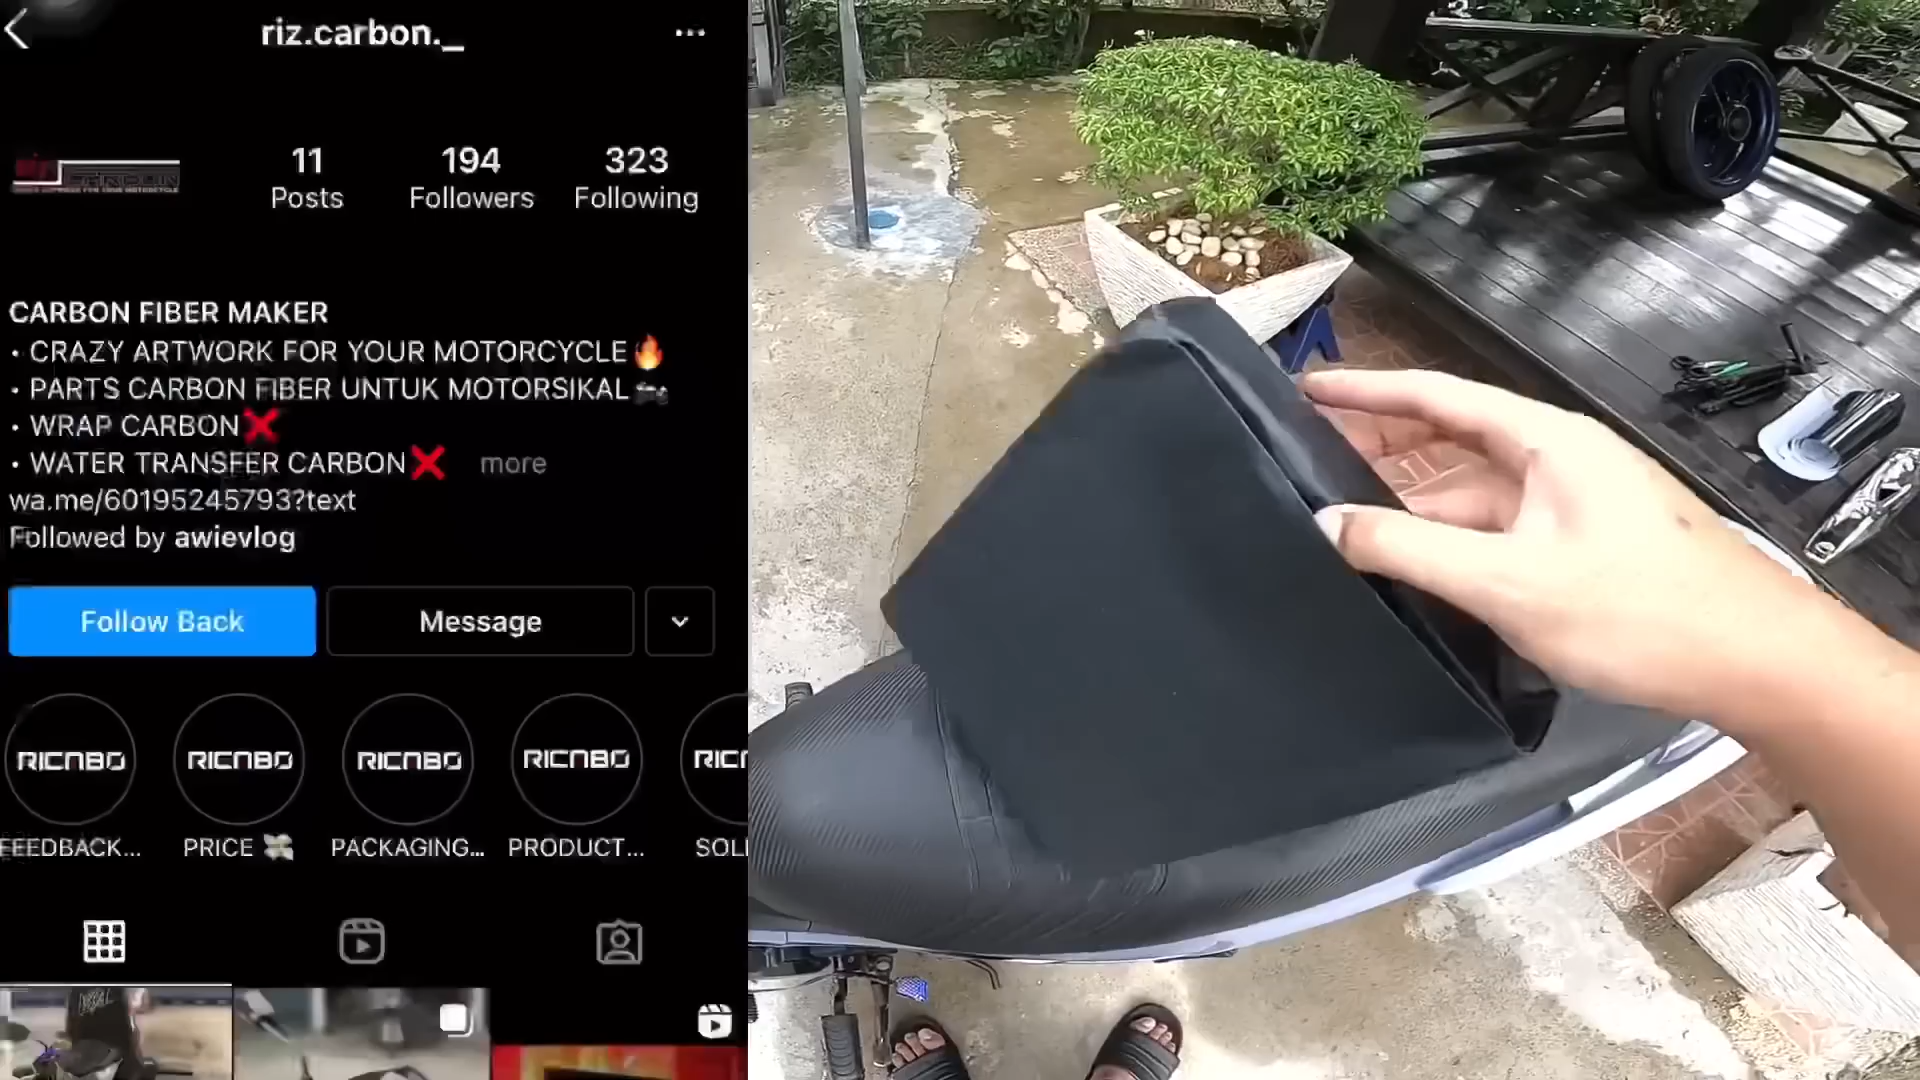 riz.carbon._
11
Posts
194
Followers
323
Following
CARBON FIBER MAKER
• CRAZY ARTWORK FOR YOUR MOTORCYCLE🔥
• PARTS CARBON FIBER UNTUK MOTORSIKAL🏍
• WRAP CARBON❌
• WATER TRANSFER CARBON❌ more
wa.me/60195245793?text
Followed by awievlog
Follow Back
Message
RICNBO
RICNBO
RICNBO
RICNBO
RICN
FEEDBACK...
PRICE 💸
PACKAGING...
PRODUCT...
SOL